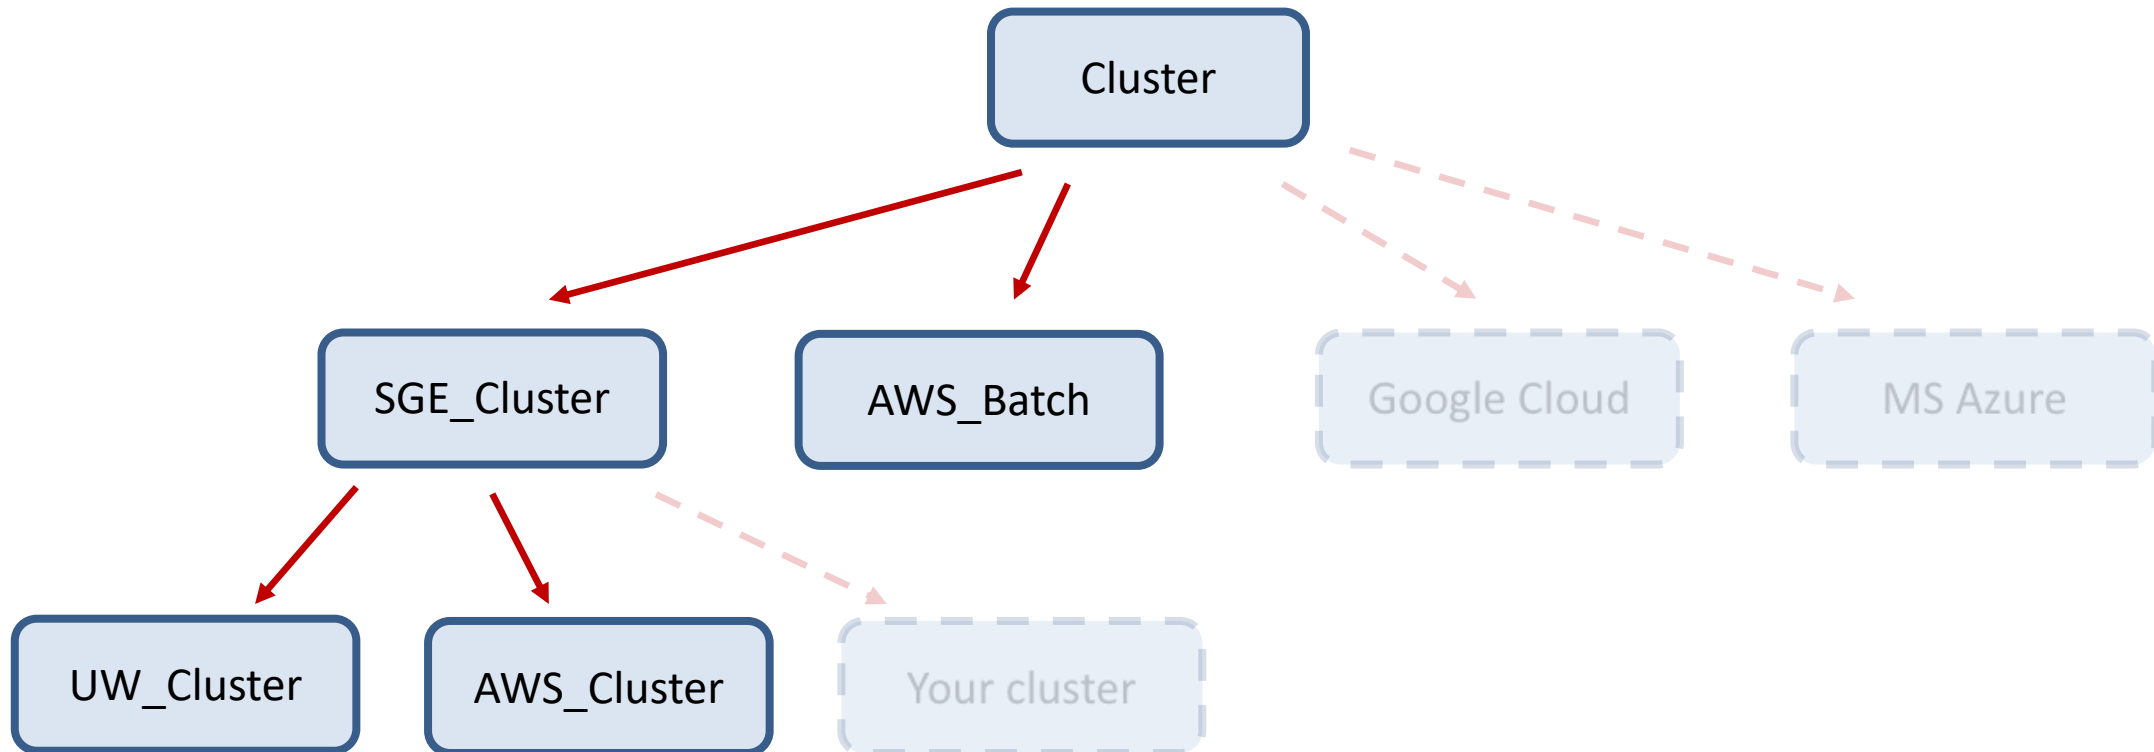 Cluster
SGE_Cluster
AWS_Batch
Google Cloud
MS Azure
UW_Cluster
AWS_Cluster
Your cluster